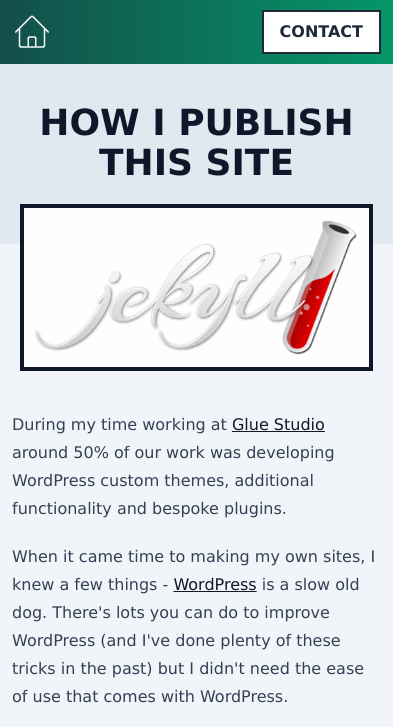 CONTACT
HOW I PUBLISH
THIS SITE
jekyll
During my time working at Glue Studio
around 50% of our work was developing
WordPress custom themes, additional
functionality and bespoke plugins.
When it came time to making my own sites, I
knew a few things - WordPress is a slow old
dog. There's lots you can do to improve
WordPress (and I've done plenty of these
tricks in the past) but I didn't need the ease
of use that comes with WordPress.